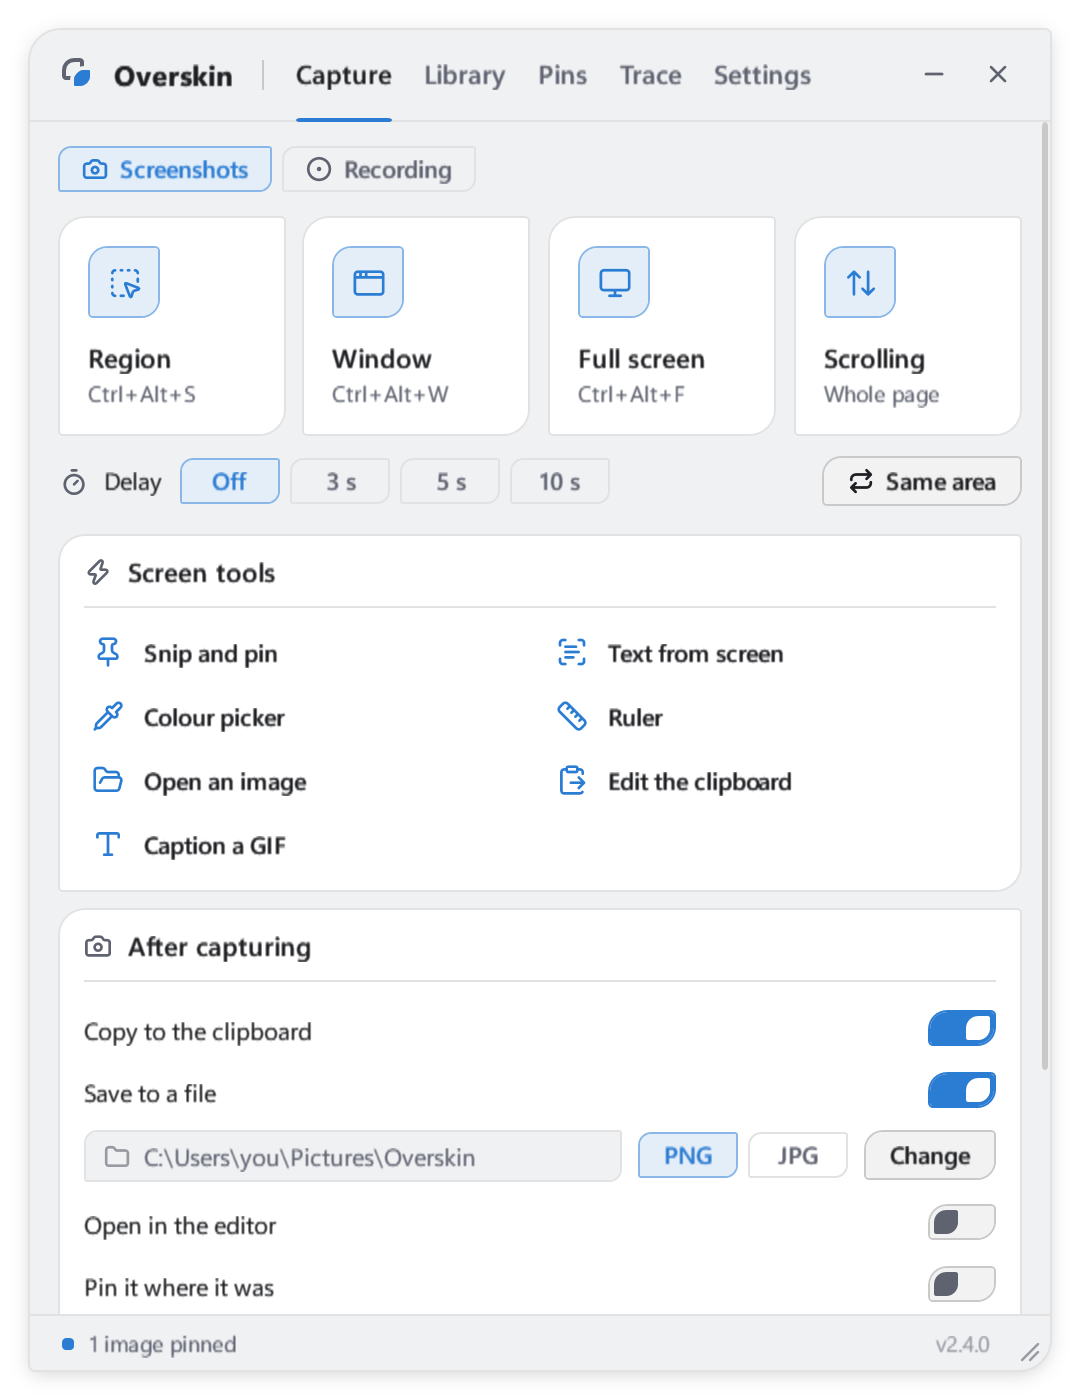 Overskin
Capture
Library
Pins
Trace
Settings
Screenshots
Recording
Region
Ctrl+Alt+S
Window
Ctrl+Alt+W
Full screen
Ctrl+Alt+F
Scrolling
Whole page
Delay
Off
3 s
5 s
10 s
Same area
Screen tools
Snip and pin
Text from screen
Colour picker
Ruler
Open an image
Edit the clipboard
Caption a GIF
After capturing
Copy to the clipboard
Save to a file
C:\Users\you\Pictures\Overskin
PNG
JPG
Change
Open in the editor
Pin it where it was
1 image pinned
v2.4.0